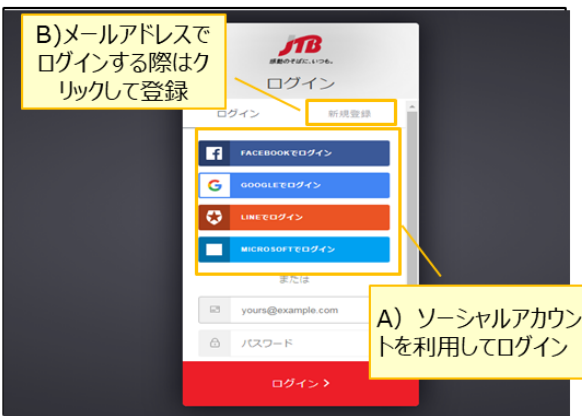 B)メールアドレスで
ログインする際はク
リックして登録
JTB
感動のそばに、いつも。
ログイン
ログイン
新規登録
FACEBOOKでログイン
GOOGLEでログイン
LINEでログイン
MICROSOFTでログイン
または
yours@example.com
パスワード
A) ソーシャルアカウン
トを利用してログイン
ログイン >